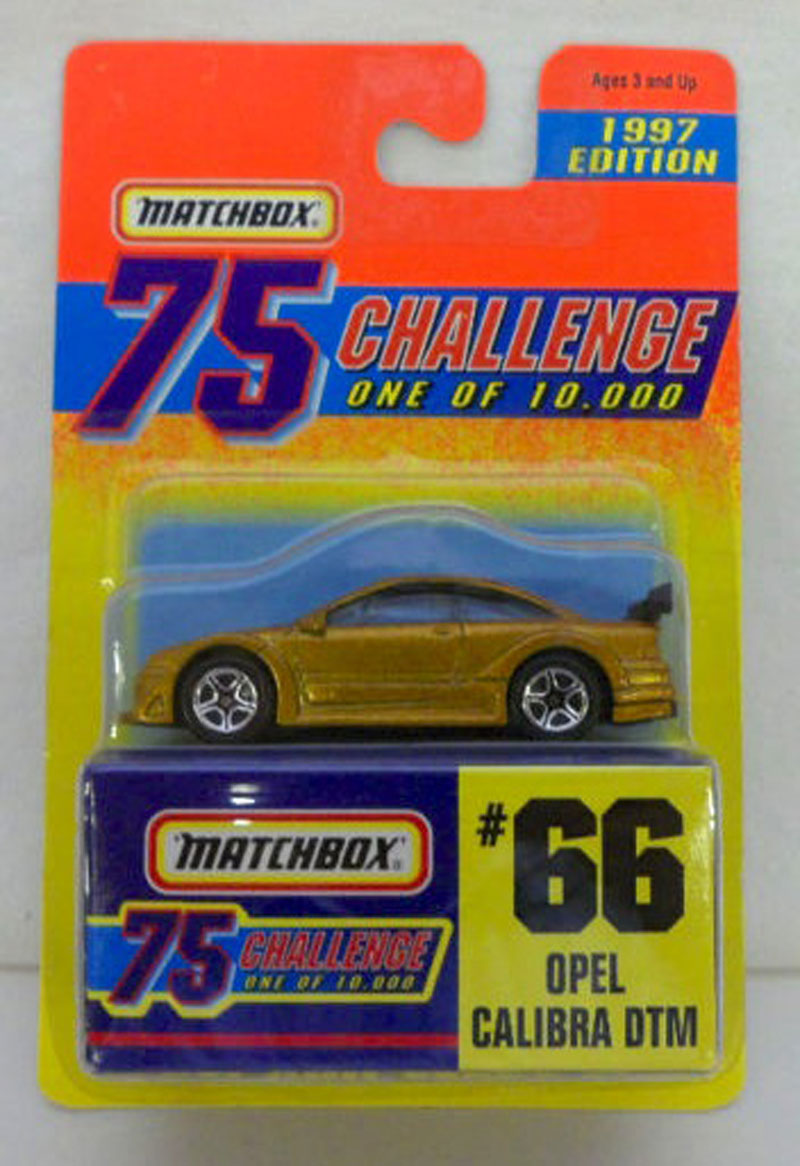 Ages 3 and Up
1997
EDITION
MATCHBOX®
75 CHALLENGE
ONE OF 10.000
MATCHBOX®
75 CHALLENGE
ONE OF 10.000
#66
OPEL
CALIBRA DTM